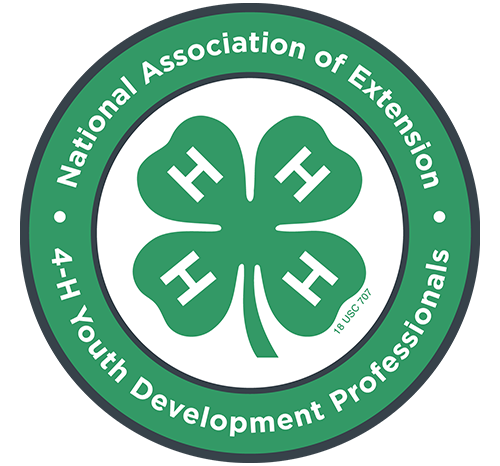 National Association of Extension
H H
H H
18 USC 707
4-H Youth Development Professionals